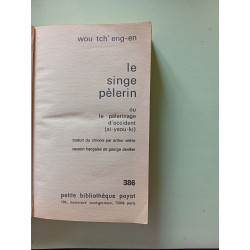 wou tch' eng-en
le
singe
pèlerin
ou
le pèlerinage
d'occident
(si-yeou-ki)
traduit du chinois par arthur waley
version française de george deniker
386
petite bibliothèque payot
106, boulevard saint-germain, 75006 paris